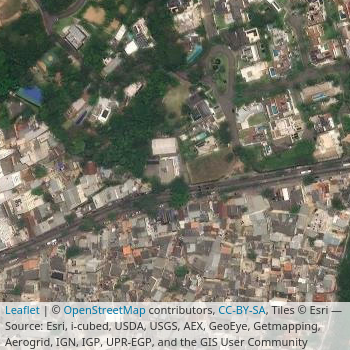 Leaflet | © OpenStreetMap contributors, CC-BY-SA, Tiles © Esri —
Source: Esri, i-cubed, USDA, USGS, AEX, GeoEye, Getmapping,
Aerogrid, IGN, IGP, UPR-EGP, and the GIS User Community